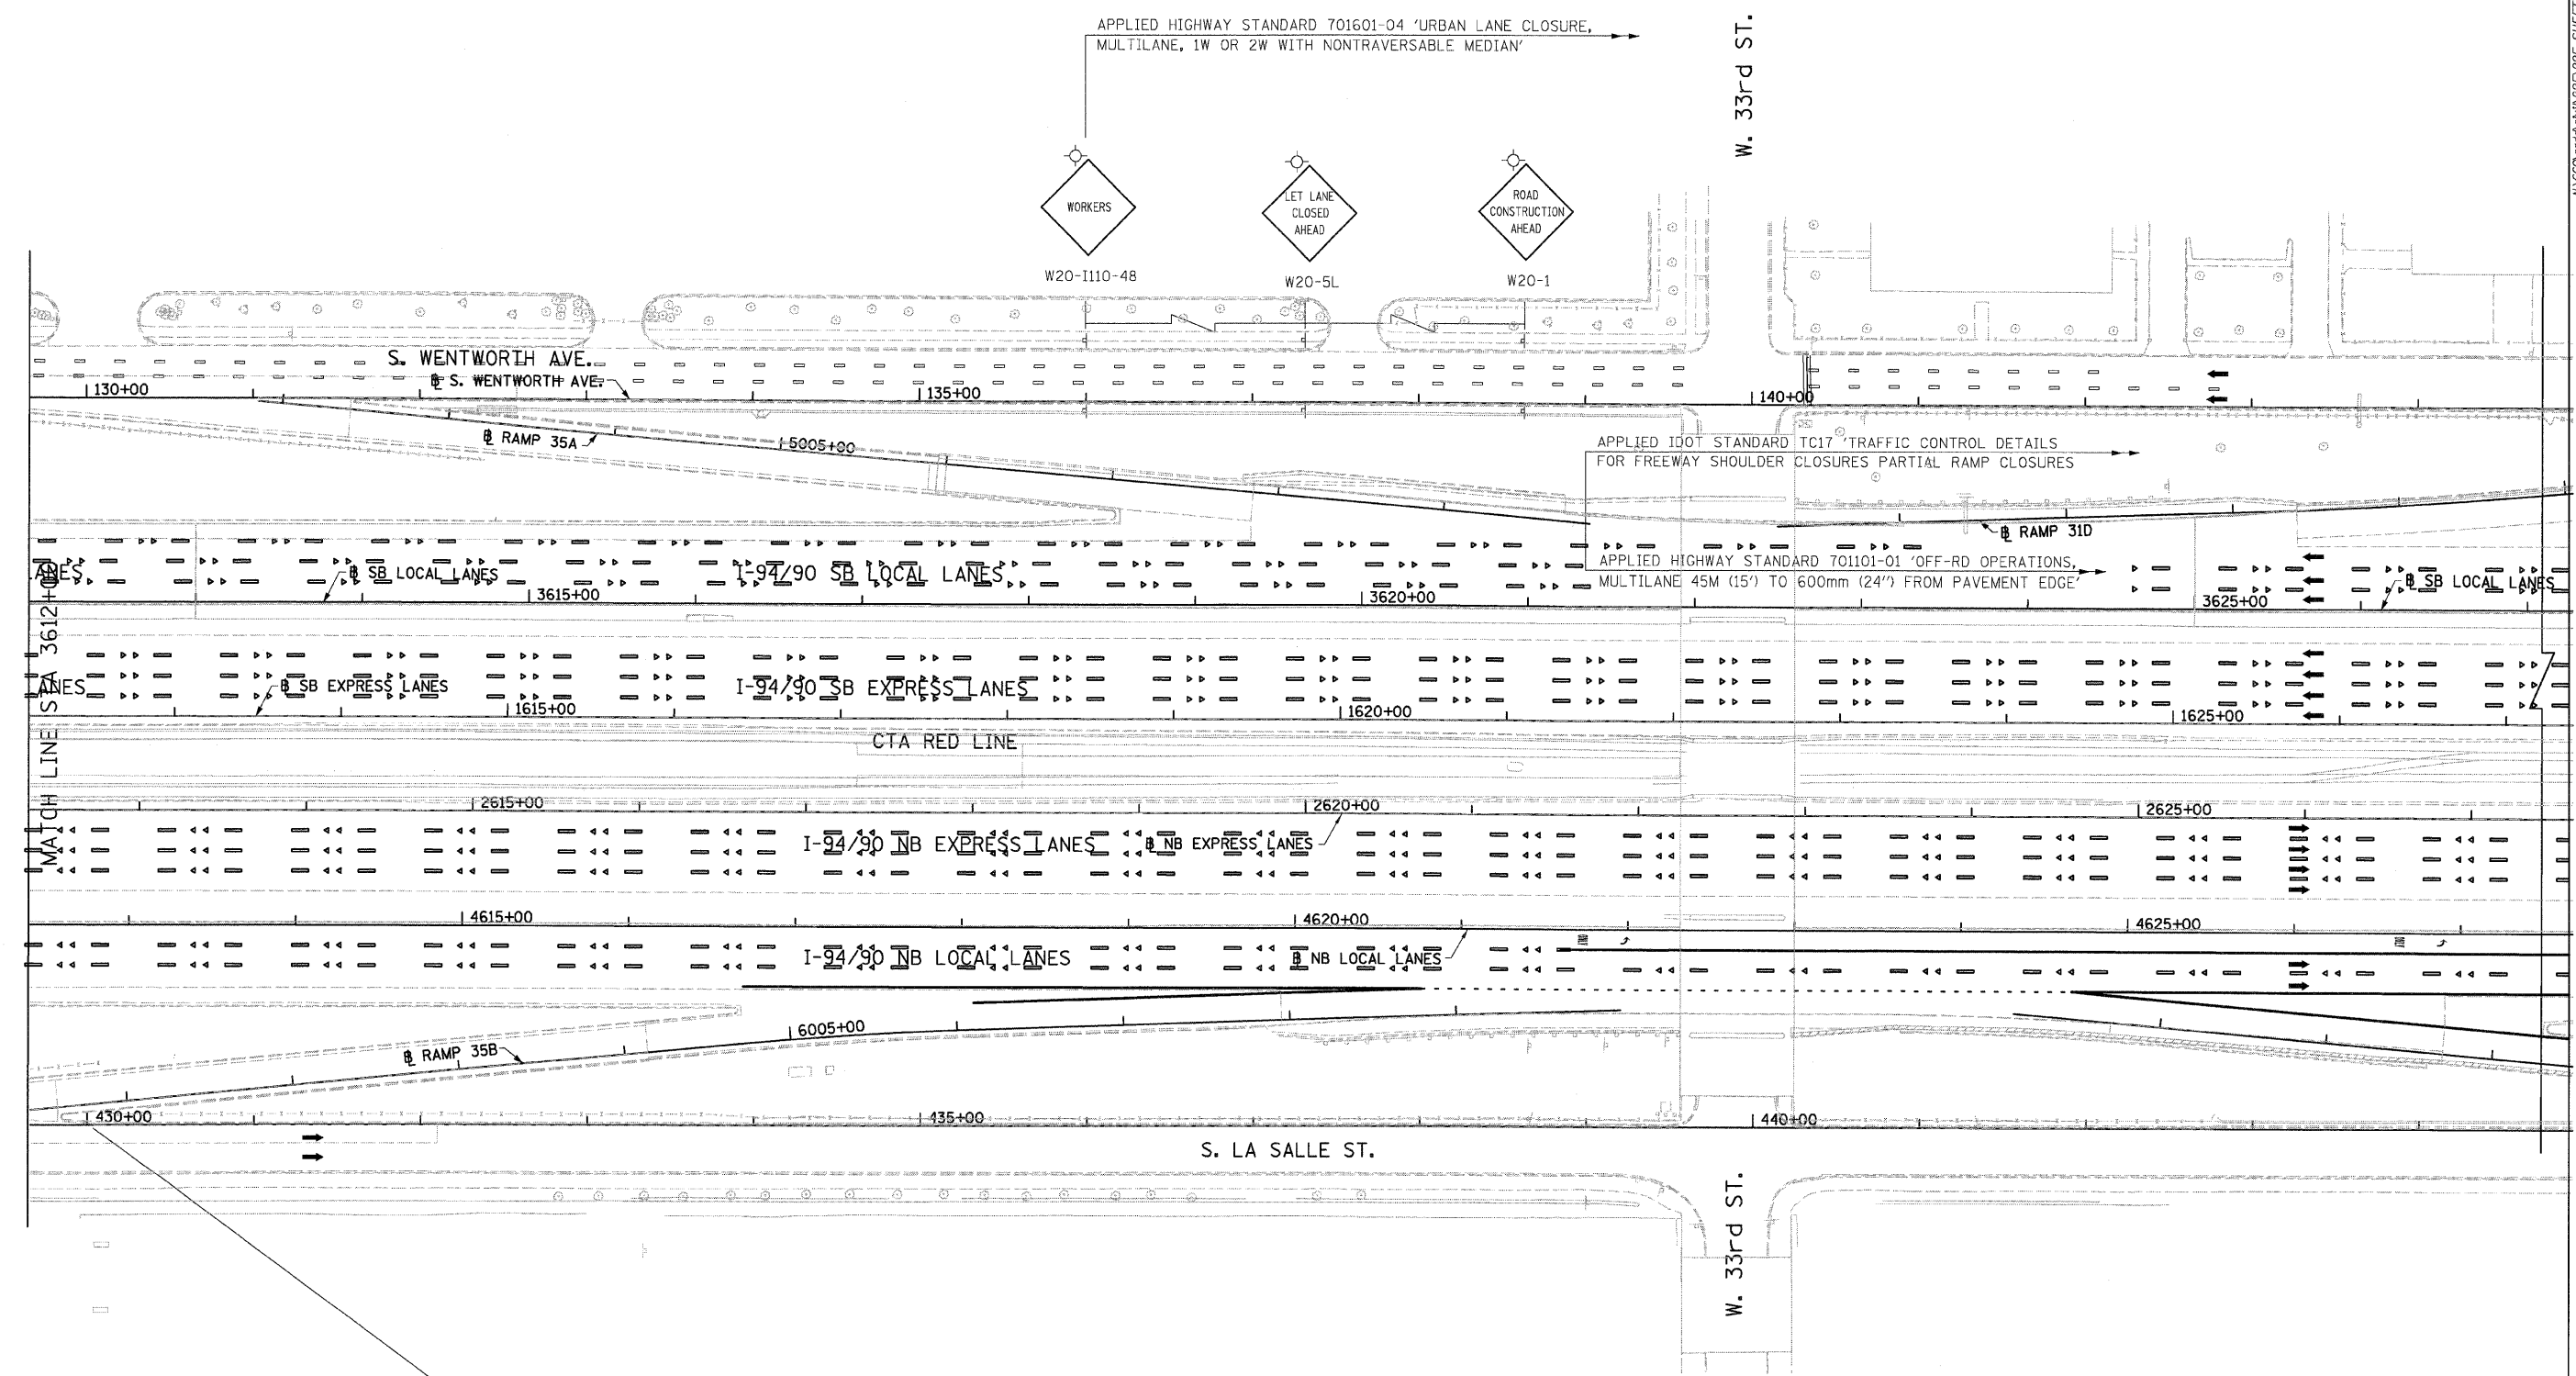 APPLIED HIGHWAY STANDARD 701601-04 'URBAN LANE CLOSURE,
MULTILANE, 1W OR 2W WITH NONTRAVERSABLE MEDIAN'
W. 33rd ST.
WORKERS
LET LANE
CLOSED
AHEAD
ROAD
CONSTRUCTION
AHEAD
W20-I110-48
W20-5L
W20-1
S. WENTWORTH AVE.
℄ S. WENTWORTH AVE.
130+00
135+00
140+00
℄ RAMP 35A
5005+00
APPLIED IDOT STANDARD TC17 'TRAFFIC CONTROL DETAILS
FOR FREEWAY SHOULDER CLOSURES PARTIAL RAMP CLOSURES
℄ RAMP 31D
APPLIED HIGHWAY STANDARD 701101-01 'OFF-RD OPERATIONS,
MULTILANE 45M (15') TO 600mm (24") FROM PAVEMENT EDGE'
LANES
℄ SB LOCAL LANES
I-94/90 SB LOCAL LANES
℄ SB LOCAL LANES
3615+00
3620+00
3625+00
MATCH LINE STA 3612+00
LANES
℄ SB EXPRESS LANES
I-94/90 SB EXPRESS LANES
1615+00
1620+00
1625+00
CTA RED LINE
2615+00
2620+00
2625+00
I-94/90 NB EXPRESS LANES
℄ NB EXPRESS LANES
4615+00
4620+00
4625+00
I-94/90 NB LOCAL LANES
℄ NB LOCAL LANES
6005+00
℄ RAMP 35B
430+00
435+00
440+00
S. LA SALLE ST.
W. 33rd ST.